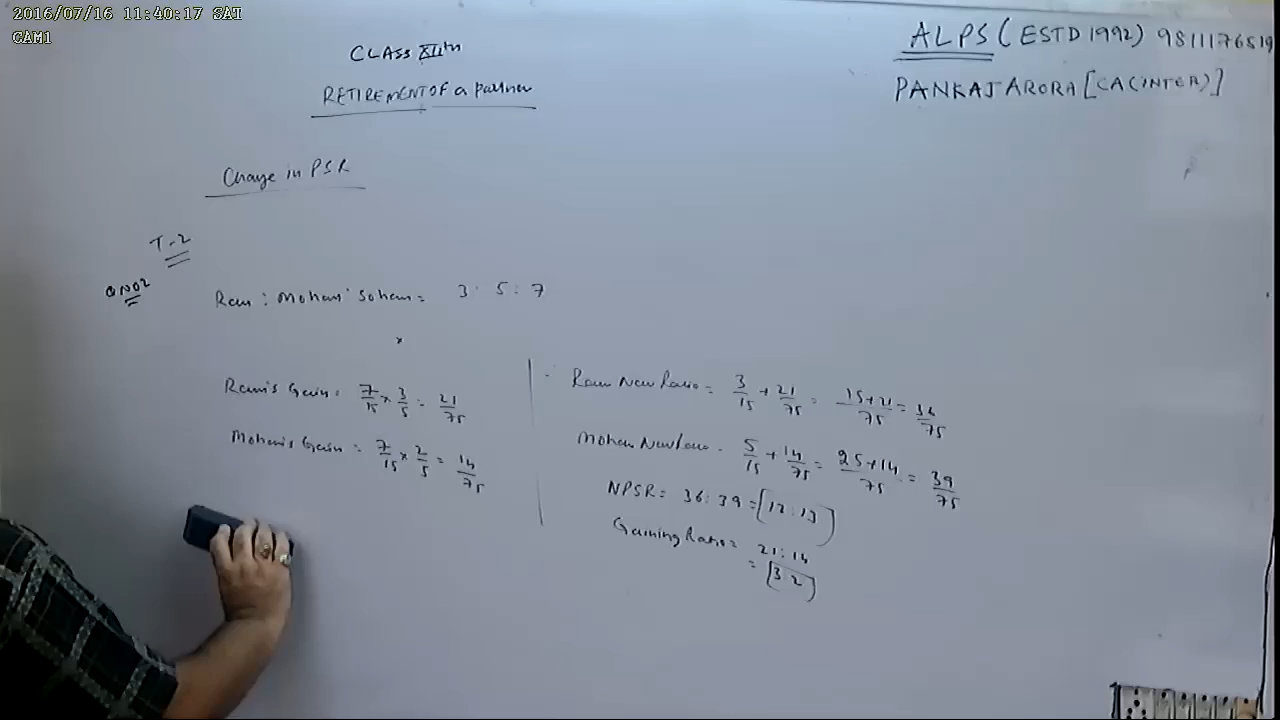 2016/07/16 11:40:17 SAT
CAM1
CLASS XIIth
RETIREMENT OF a Partner
ALPS (ESTD 1992) 9811176519
PANKAJ ARORA [CA (INTER)]
Change in PSR
T-2
QNO2
Ram : Mohan : Sohan = 3 : 5 : 7
Ram's Gain = 7/15 × 3/5 = 21/75
Mohan's Gain = 7/15 × 2/5 = 14/75
Ram New Ratio = 3/15 + 21/75 = 15+21/75 = 36/75
Mohan New Ratio = 5/15 + 14/75 = 25+14/75 = 39/75
NPSR = 36 : 39 = [12 : 13]
Gaining Ratio = 21 : 14
= [3 : 2]